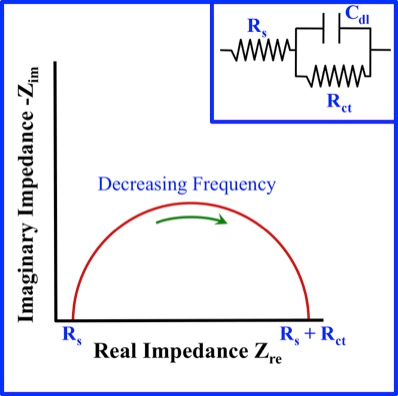 Rs
Cdl
Rct
Decreasing Frequency
Imaginary Impedance -Zim
Rs
Rs + Rct
Real Impedance Zre